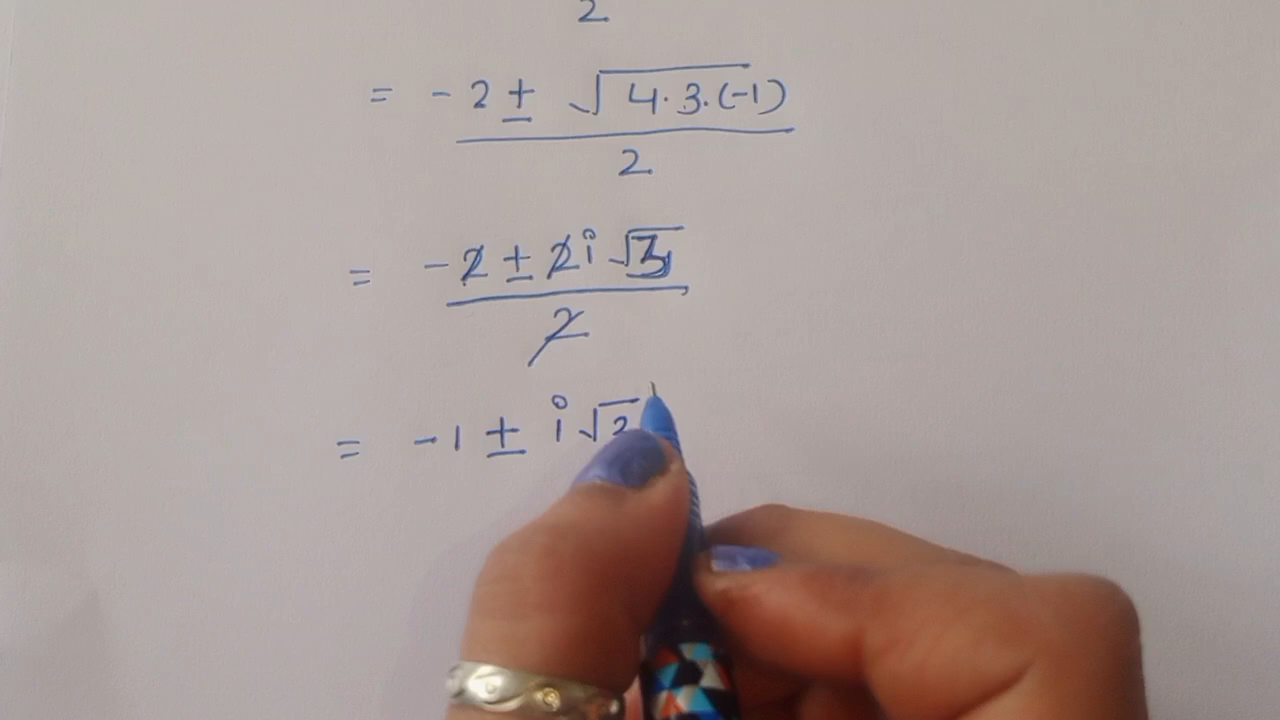 2
= -2 ± √4·3·(-1)
2
= -2 ± 2i √3
2
= -1 ± i √3